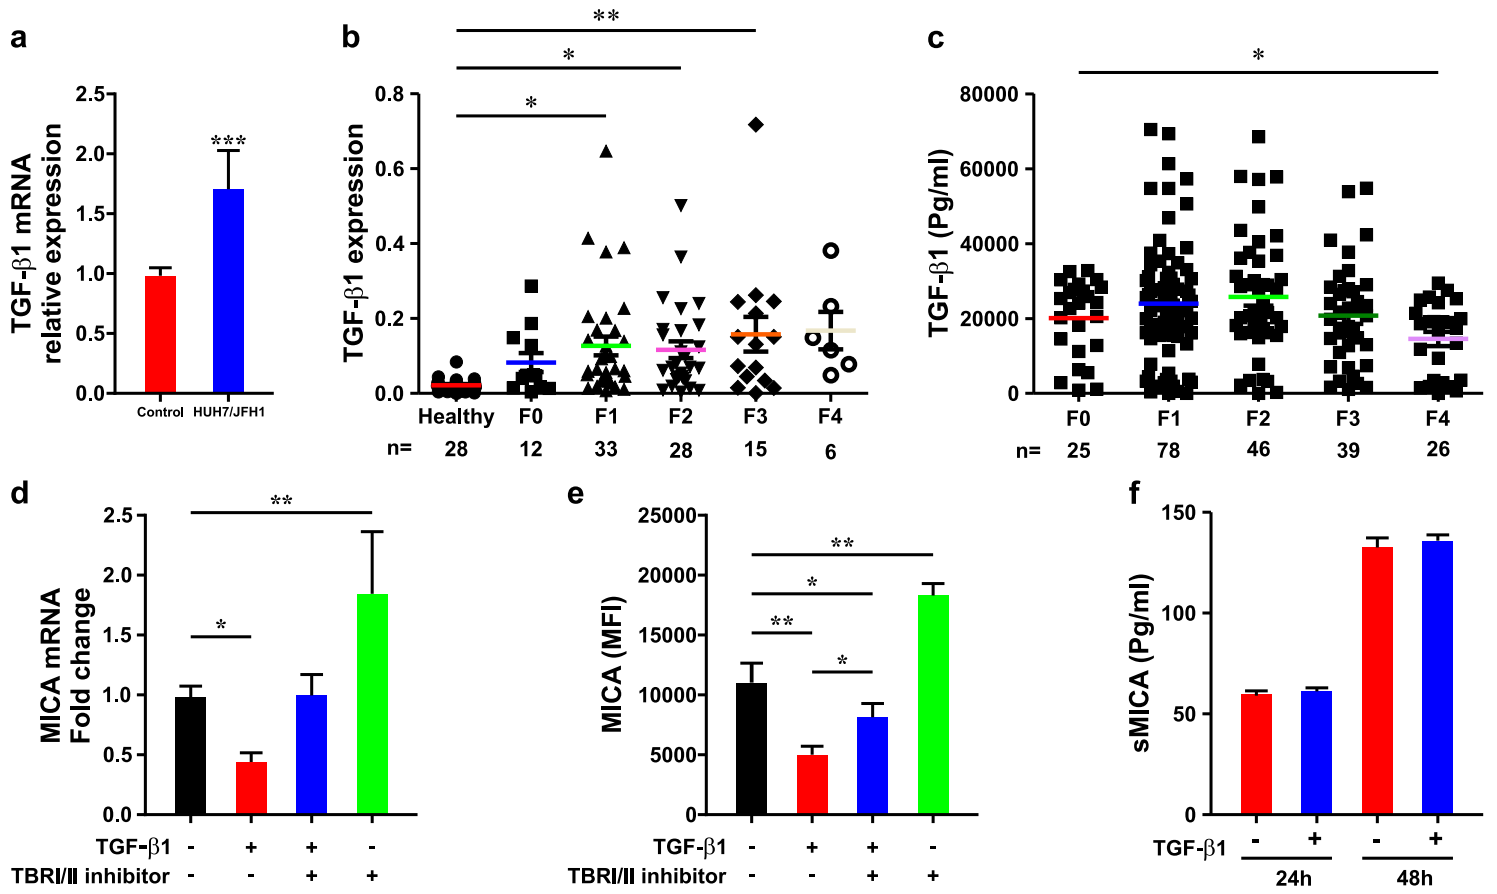 a
TGF-β1 mRNA
relative expression
2.5
2.0
1.5
1.0
0.5
0.0
***
Control HUH7/JFH1
b
TGF-β1 expression
0.8
0.6
0.4
0.2
0.0
**
*
*
Healthy F0 F1 F2 F3 F4
n= 28 12 33 28 15 6
c
TGF-β1 (Pg/ml)
80000
60000
40000
20000
0
*
F0 F1 F2 F3 F4
n= 25 78 46 39 26
d
MICA mRNA
Fold change
2.5
2.0
1.5
1.0
0.5
0.0
**
*
TGF-β1 - + + -
TBRI/II inhibitor - - + +
e
MICA (MFI)
25000
20000
15000
10000
5000
0
**
*
**
*
TGF-β1 - + + -
TBRI/II inhibitor - - + +
f
sMICA (Pg/ml)
150
100
50
0
TGF-β1 - + - +
24h 48h